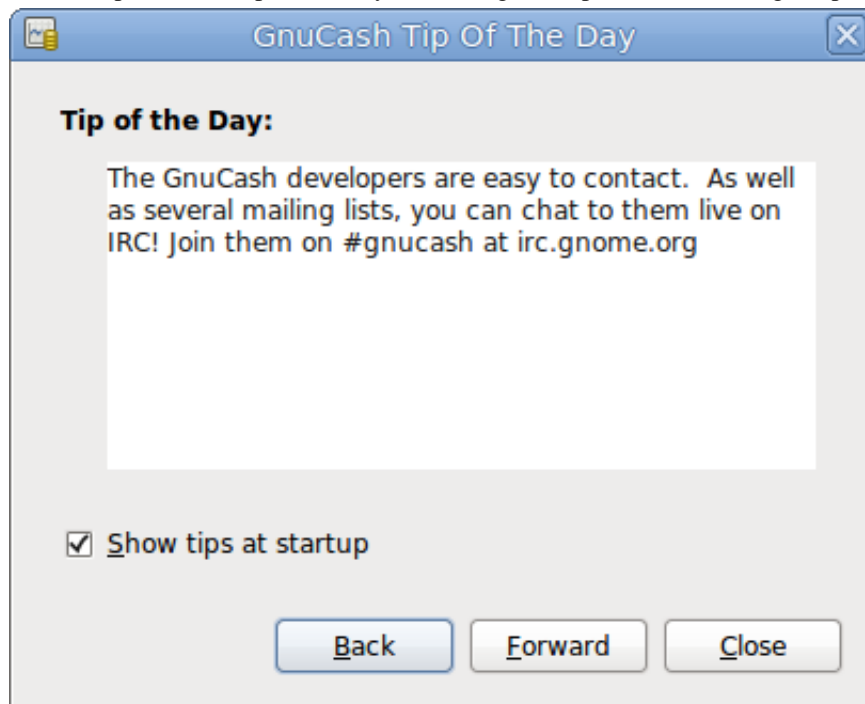 GnuCash Tip Of The Day
Tip of the Day:
The GnuCash developers are easy to contact.  As well
as several mailing lists, you can chat to them live on
IRC! Join them on #gnucash at irc.gnome.org
Show tips at startup
Back
Forward
Close